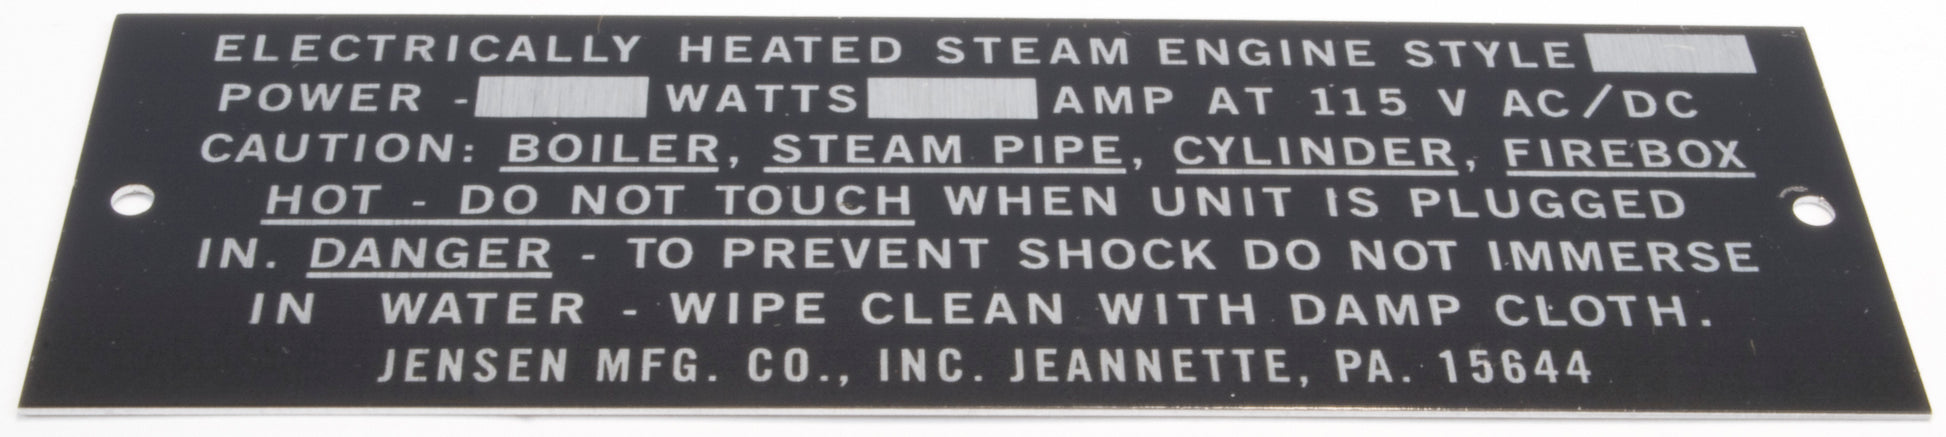 ELECTRICALLY HEATED STEAM ENGINE STYLE
POWER - WATTS AMP AT 115 V AC/DC
CAUTION: BOILER, STEAM PIPE, CYLINDER, FIREBOX
HOT - DO NOT TOUCH WHEN UNIT IS PLUGGED
IN. DANGER - TO PREVENT SHOCK DO NOT IMMERSE
IN WATER - WIPE CLEAN WITH DAMP CLOTH.
JENSEN MFG. CO., INC. JEANNETTE, PA. 15644